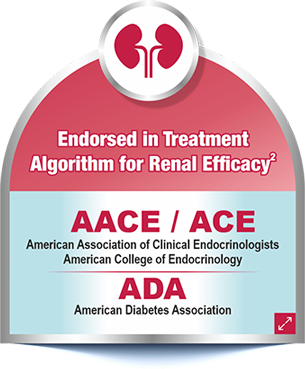 Endorsed in Treatment
Algorithm for Renal Efficacy2
AACE / ACE
American Association of Clinical Endocrinologists
American College of Endocrinology
ADA
American Diabetes Association